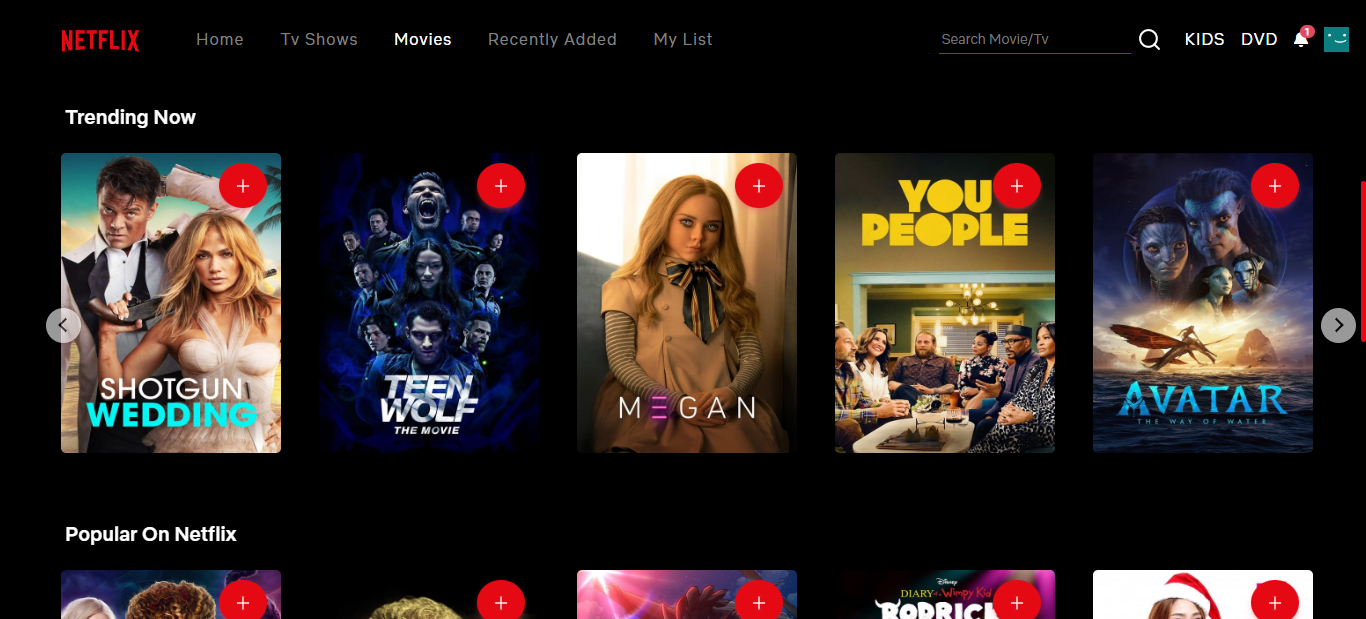 NETFLIX
Home
Tv Shows
Movies
Recently Added
My List
Search Movie/Tv
KIDS
DVD
1
Trending Now
SHOTGUN
WEDDING
TEEN
WOLF
THE MOVIE
M Ǝ G A N
YOU
PEOPLE
AVATAR
THE WAY OF WATER
Popular On Netflix
Disney
DIARY of a Wimpy Kid
RODRICK